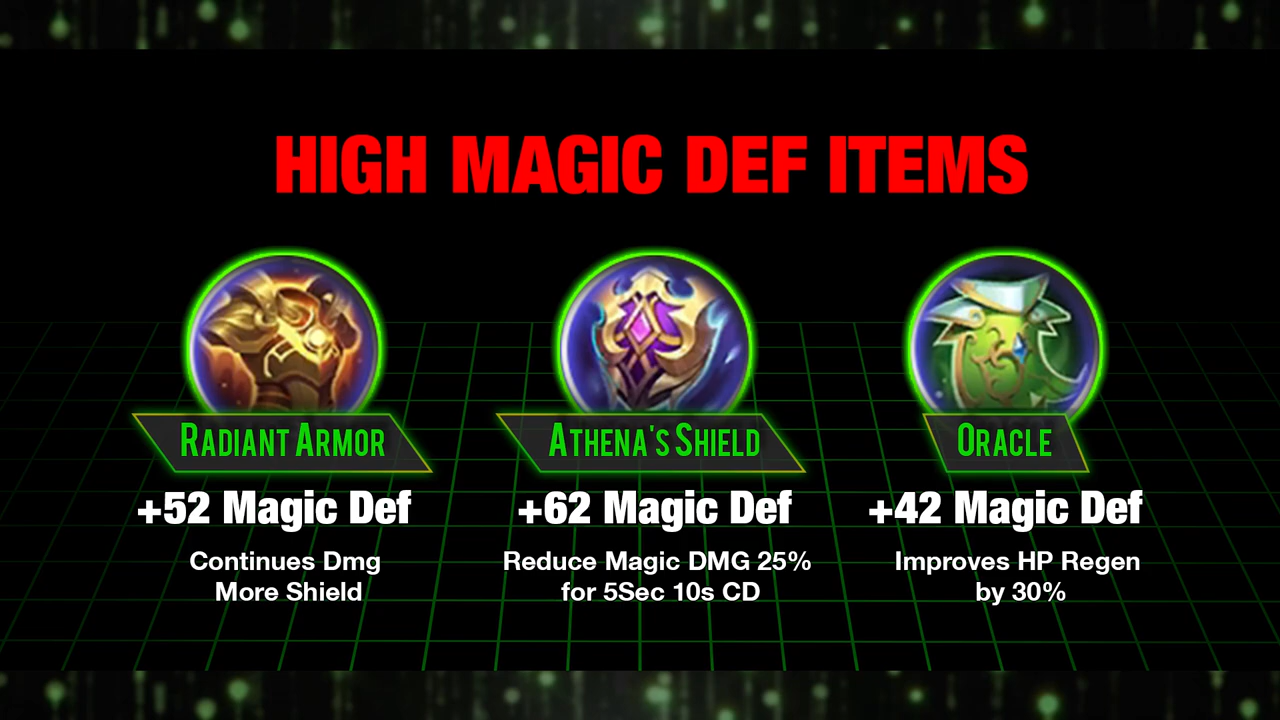 HIGH MAGIC DEF ITEMS
RADIANT ARMOR
+52 Magic Def
Continues Dmg
More Shield
ATHENA'S SHIELD
+62 Magic Def
Reduce Magic DMG 25%
for 5Sec 10s CD
ORACLE
+42 Magic Def
Improves HP Regen
by 30%